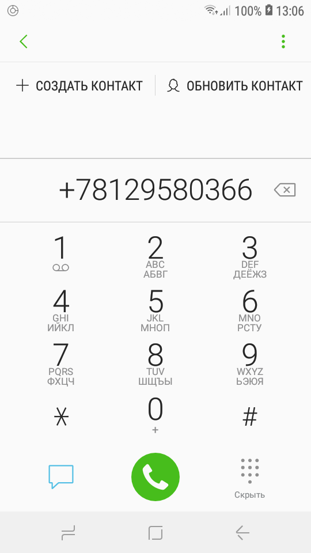 100% 13:06
СОЗДАТЬ КОНТАКТ ОБНОВИТЬ КОНТАКТ
+78129580366
1 2 3
ABC DEF
АБВГ ДЕЁЖЗ
4 5 6
GHI JKL MNO
ИЙКЛ МНОП РСТУ
7 8 9
PQRS TUV WXYZ
ФХЦЧ ШЩЪЫ ЬЭЮЯ
* 0 #
+
Скрыть